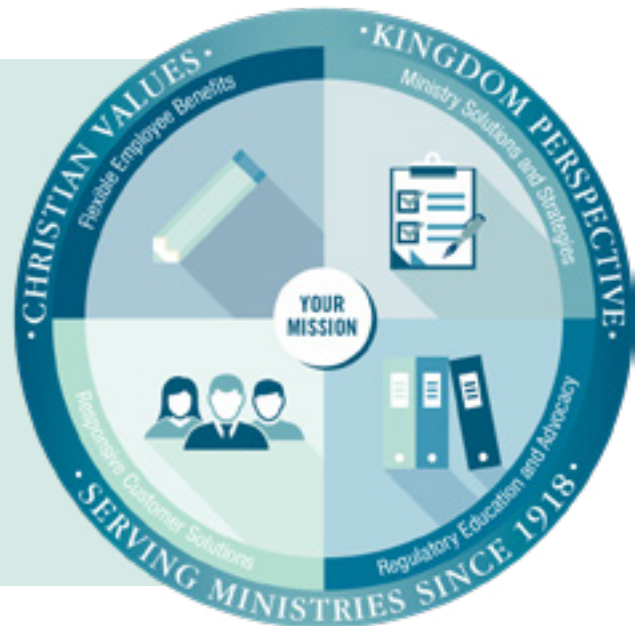 · CHRISTIAN VALUES ·
· KINGDOM PERSPECTIVE ·
Flexible Employee Benefits
Ministry Solutions and Strategies
YOUR
MISSION
Responsive Customer Solutions
Regulatory Education and Advocacy
· SERVING MINISTRIES SINCE 1918 ·